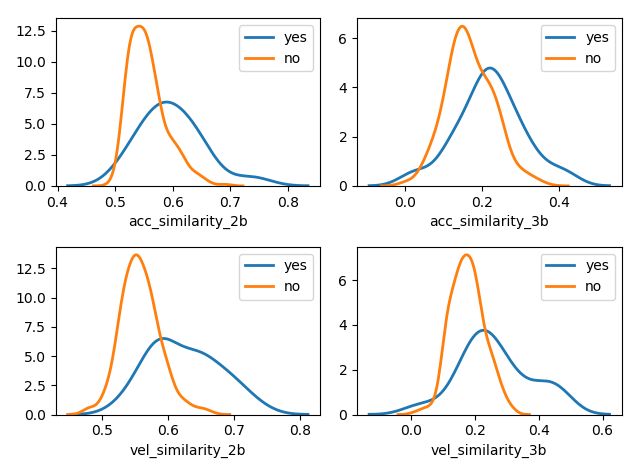 12.5
10.0
7.5
5.0
2.5
0.0
0.4 0.5 0.6 0.7 0.8
acc_similarity_2b
yes
no
6
4
2
0
0.0 0.2 0.4
acc_similarity_3b
yes
no
12.5
10.0
7.5
5.0
2.5
0.0
0.5 0.6 0.7 0.8
vel_similarity_2b
yes
no
6
4
2
0
0.0 0.2 0.4 0.6
vel_similarity_3b
yes
no